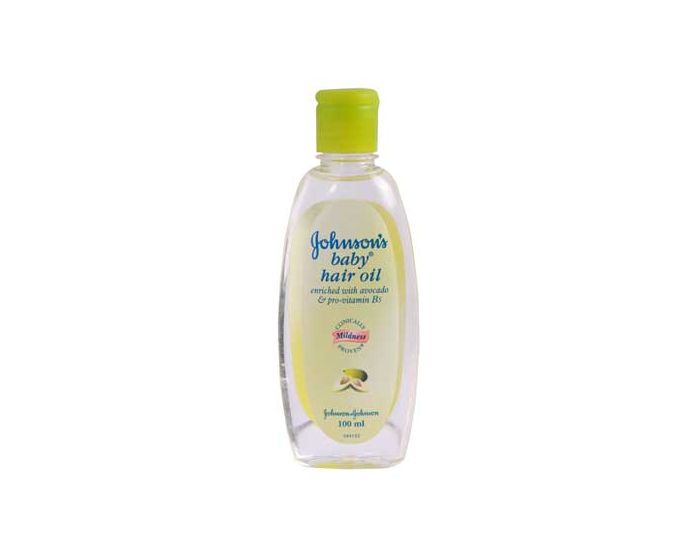 Johnson's
baby®
hair oil
enriched with avocado
& pro-vitamin B5
CLINICALLY
Mildness
PROVEN
Johnson & Johnson
100 ml